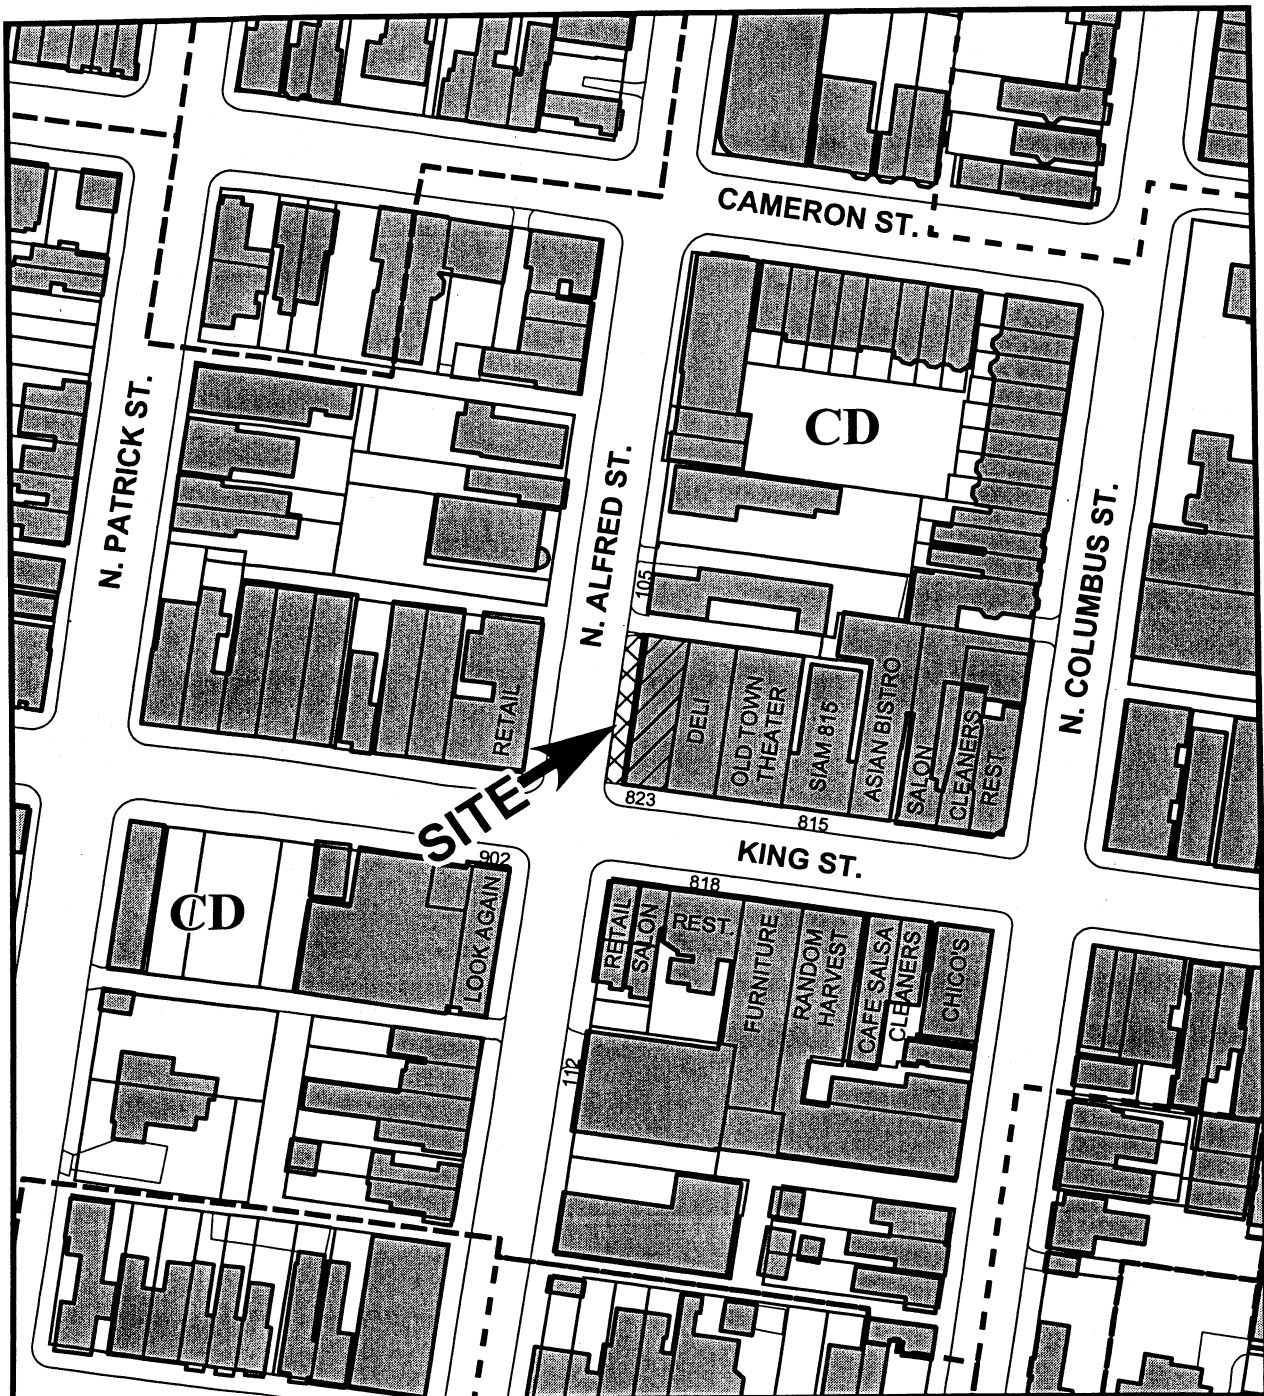 CAMERON ST.
CD
N. PATRICK ST.
N. ALFRED ST.
N. COLUMBUS ST.
105
RETAIL
DELI
OLD TOWN
THEATER
SIAM 815
ASIAN BISTRO
SALON
CLEANERS
REST.
SITE
823
815
KING ST.
902
818
CD
LOOK AGAIN
RETAIL
SALON
REST.
FURNITURE
RANDOM
HARVEST
CAFE SALSA
CLEANERS
CHICO'S
112